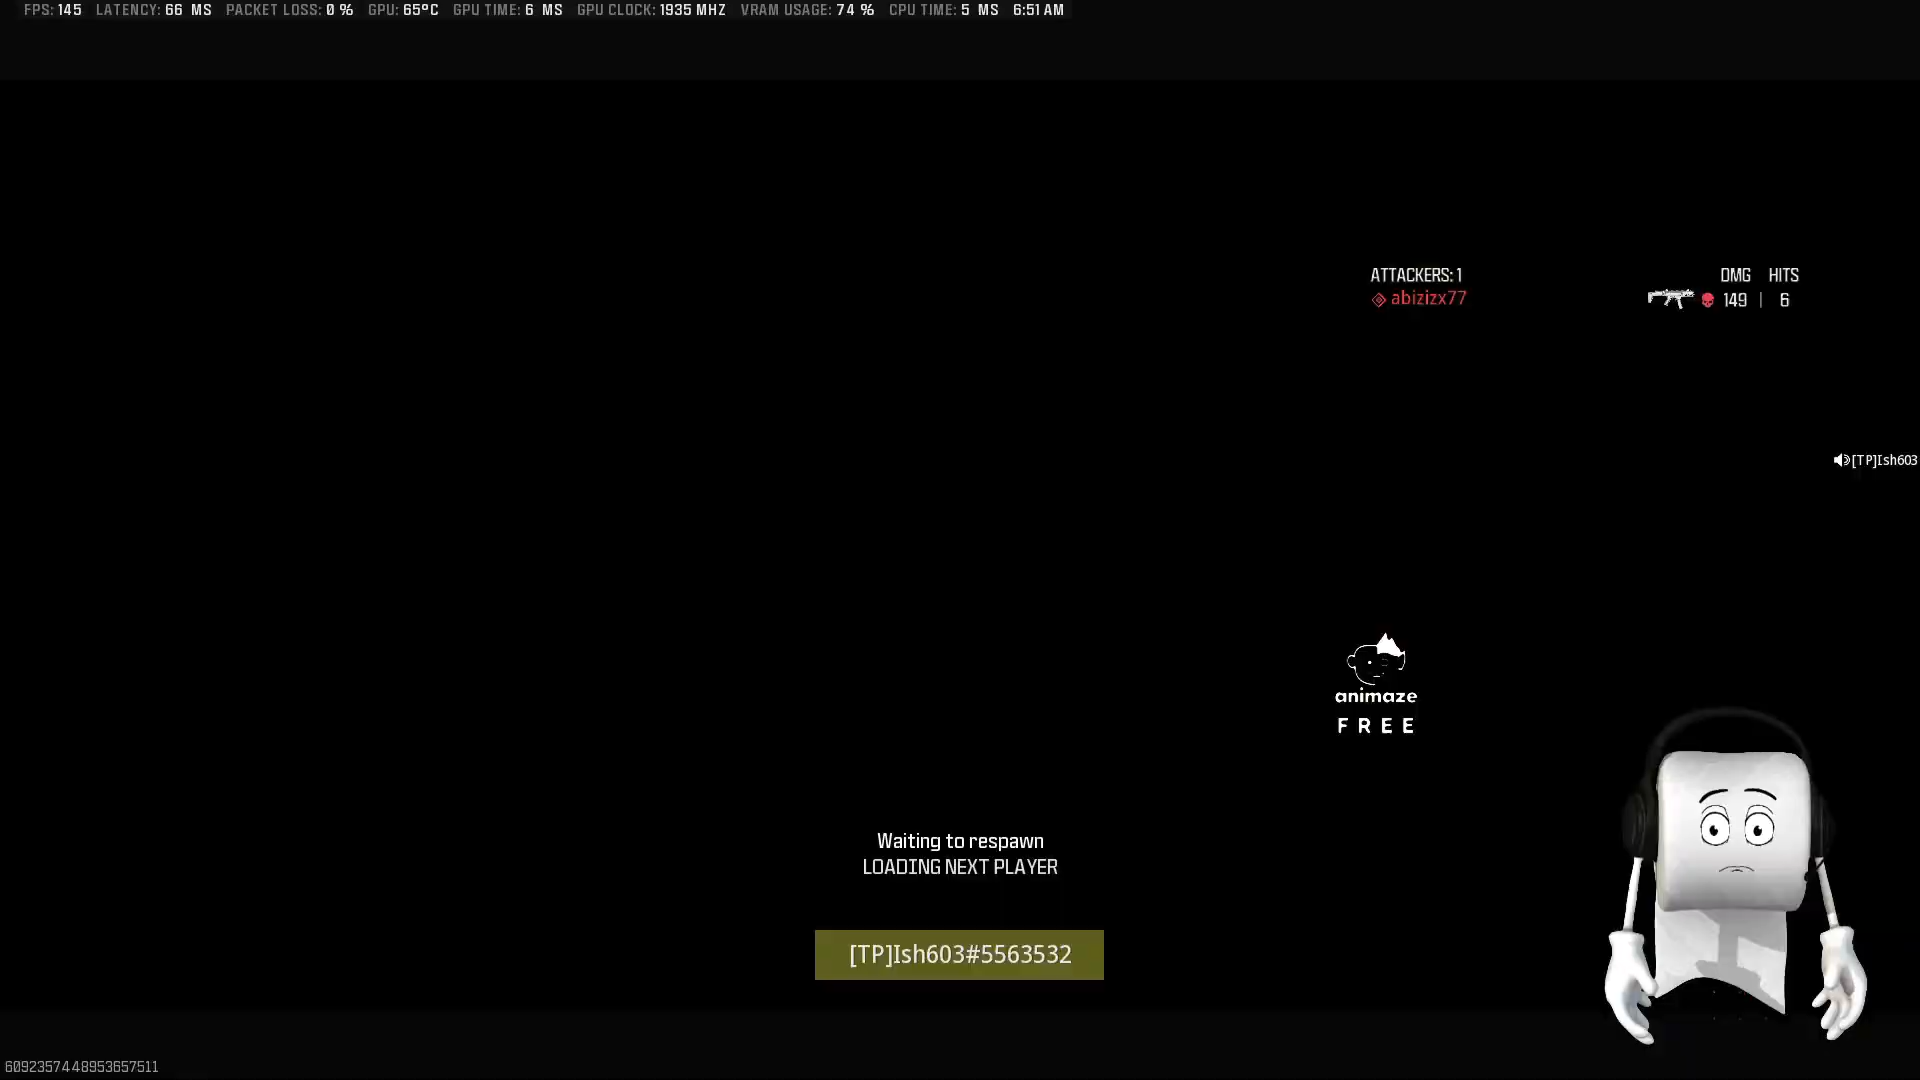 FPS: 145 LATENCY: 66 MS PACKET LOSS: 0 % GPU: 65°C GPU TIME: 6 MS GPU CLOCK: 1935 MHZ VRAM USAGE: 74 % CPU TIME: 5 MS 6:51 AM
ATTACKERS: 1 DMG HITS
abizizx77 149 | 6
[TP]Ish603
animaze
FREE
Waiting to respawn
LOADING NEXT PLAYER
[TP]Ish603#5563532
6092357448953657511